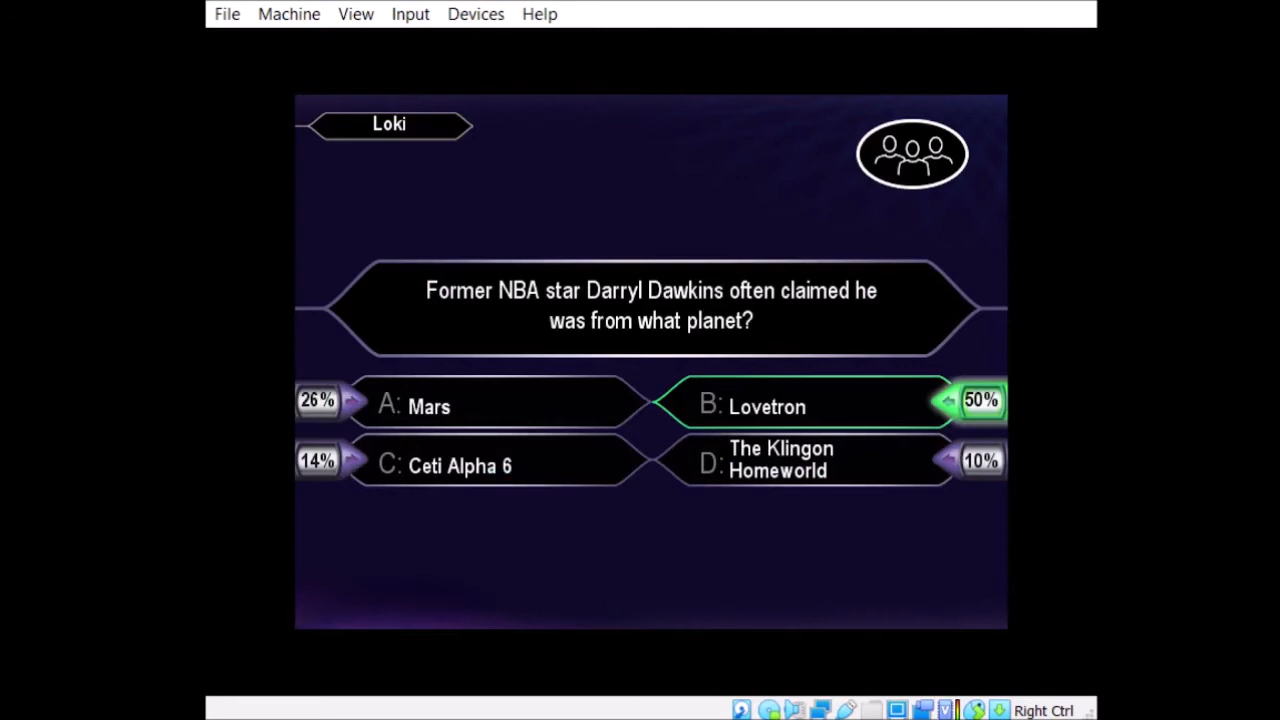 File Machine View Input Devices Help
Loki
Former NBA star Darryl Dawkins often claimed he
was from what planet?
26% A: Mars
B: Lovetron 50%
14% C: Ceti Alpha 6
D: The Klingon
Homeworld 10%
Right Ctrl